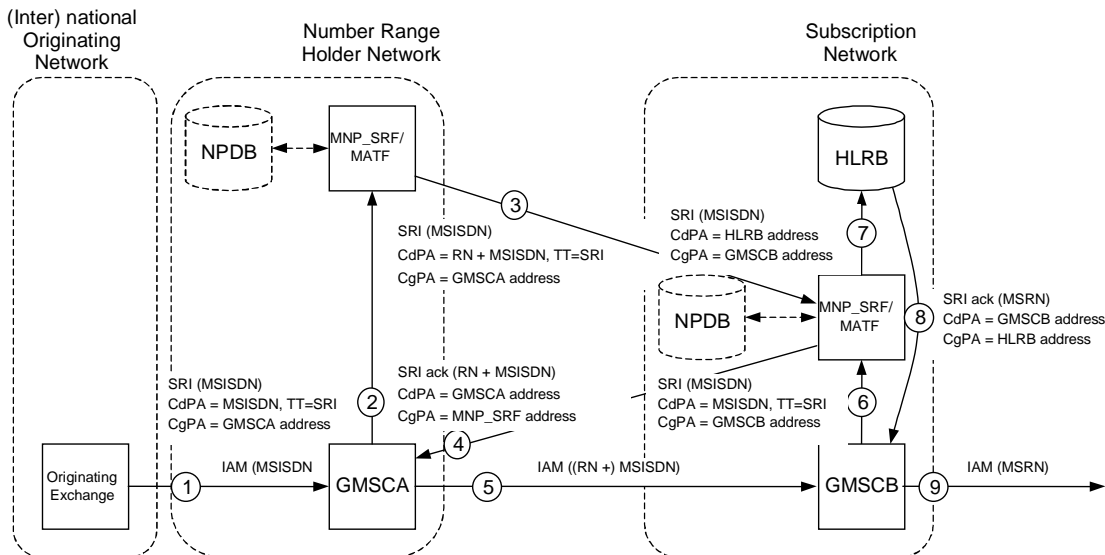 (Inter) national
Originating
Network
Number Range
Holder Network
Subscription
Network
NPDB
MNP_SRF/
MATF
HLRB
3
SRI (MSISDN)
CdPA = RN + MSISDN, TT=SRI
CgPA = GMSCA address
SRI (MSISDN)
CdPA = HLRB address
CgPA = GMSCB address
7
NPDB
MNP_SRF/
MATF
8
SRI ack (MSRN)
CdPA = GMSCB address
CgPA = HLRB address
SRI (MSISDN)
CdPA = MSISDN, TT=SRI
CgPA = GMSCA address
2
SRI ack (RN + MSISDN)
CdPA = GMSCA address
CgPA = MNP_SRF address
4
SRI (MSISDN)
CdPA = MSISDN, TT=SRI
CgPA = GMSCB address
6
Originating
Exchange
1
IAM (MSISDN
GMSCA
5
IAM ((RN +) MSISDN)
GMSCB
9
IAM (MSRN)